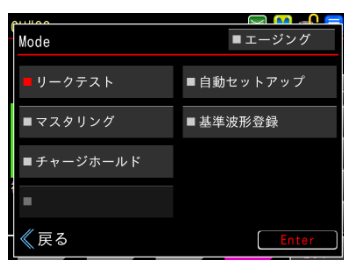 Mode
エージング
リークテスト
自動セットアップ
マスタリング
基準波形登録
チャージホールド
戻る
Enter